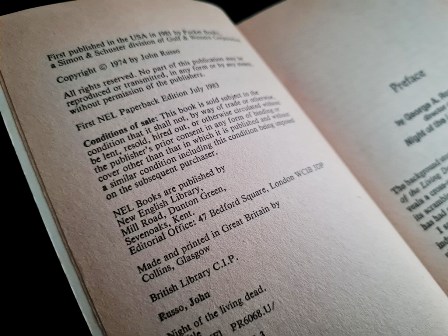 First published in the USA in 1981 by Pocket Books,
a Simon & Schuster division of Gulf & Western Corporation
Copyright © 1974 by John Russo
All rights reserved. No part of this publication may be
reproduced or transmitted, in any form or by any means,
without permission of the publishers.
First NEL Paperback Edition July 1983
Conditions of sale: This book is sold subject to the
condition that it shall not, by way of trade or otherwise,
be lent, resold, hired out, or otherwise circulated without
the publisher's prior consent in any form of binding or
cover other than that in which it is published and without
a similar condition including this condition being imposed
on the subsequent purchaser.
NEL Books are published by
New English Library,
Mill Road, Dunton Green,
Sevenoaks, Kent.
Editorial Office: 47 Bedford Square, London WC1B 3DP
Made and printed in Great Britain by
Collins, Glasgow
British Library C.I.P.
Russo, John
Night of the living dead.
PR6068.U/
Preface
by George
Night of
The background
of the Living
make a